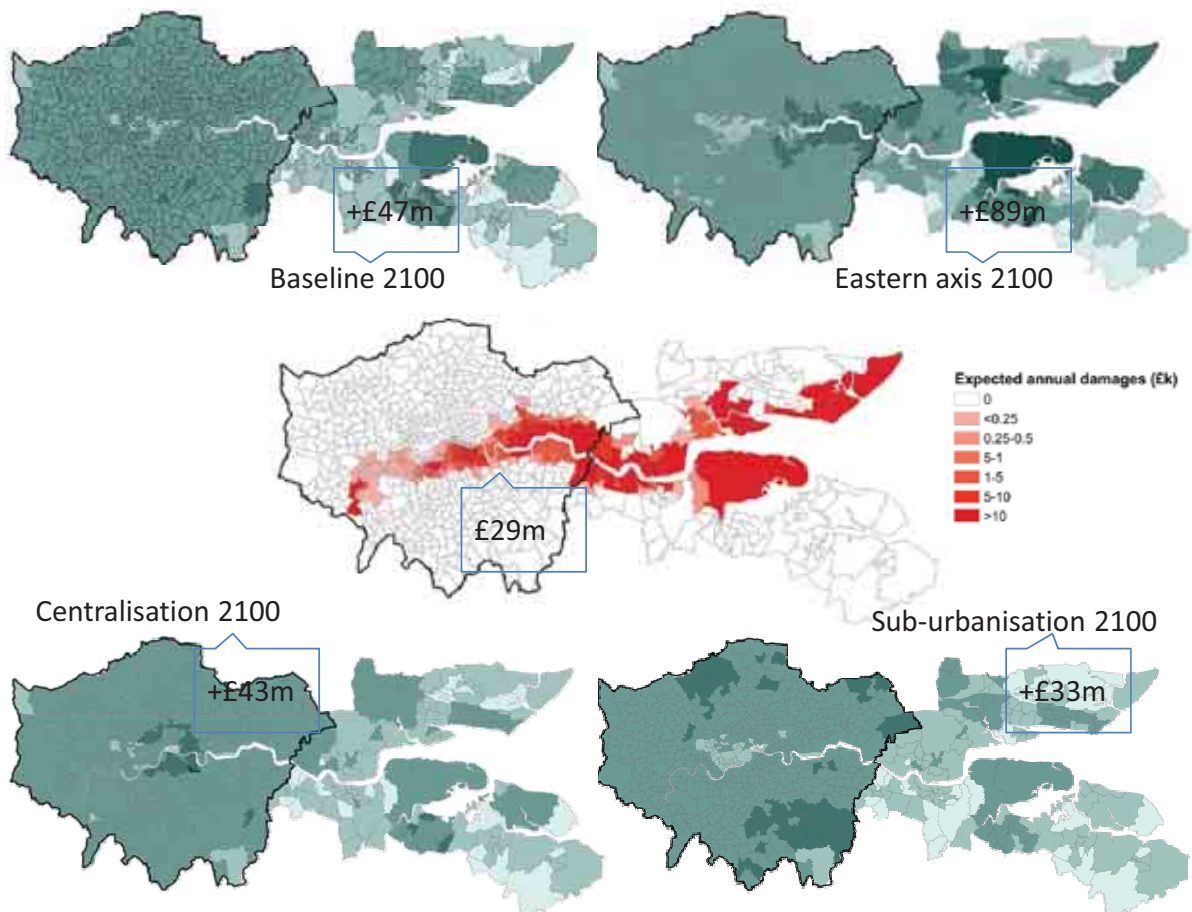 +£47m
+£89m
Baseline 2100
Eastern axis 2100
Expected annual damages (£k)
0
<0.25
0.25-0.5
5-1
1-5
5-10
>10
£29m
Centralisation 2100
Sub-urbanisation 2100
+£43m
+£33m